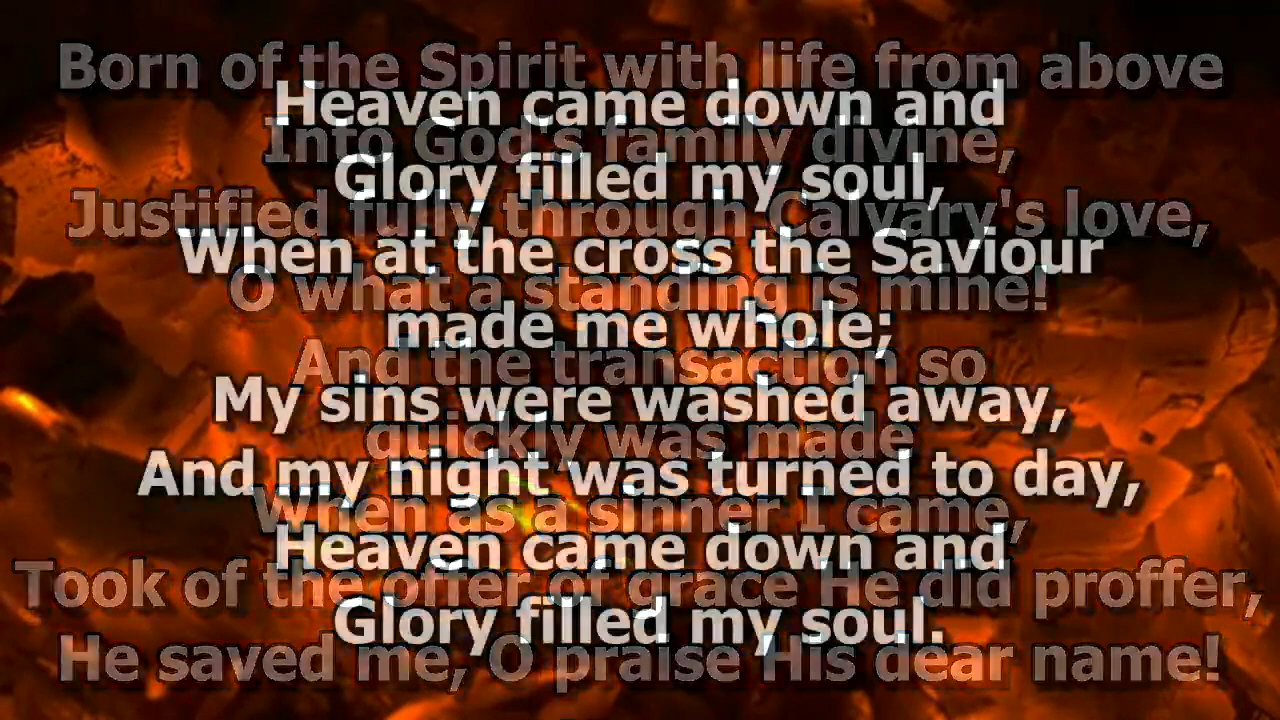 Born of the Spirit with life from above
Heaven came down and
Into God's family divine,
Glory filled my soul,
Justified fully through Calvary's love,
When at the cross the Saviour
O what a standing is mine!
made me whole;
And the transaction so
My sins were washed away,
quickly was made
And my night was turned to day,
When as a sinner I came,
Heaven came down and
Took of the offer of grace He did proffer,
Glory filled my soul.
He saved me, O praise His dear name!